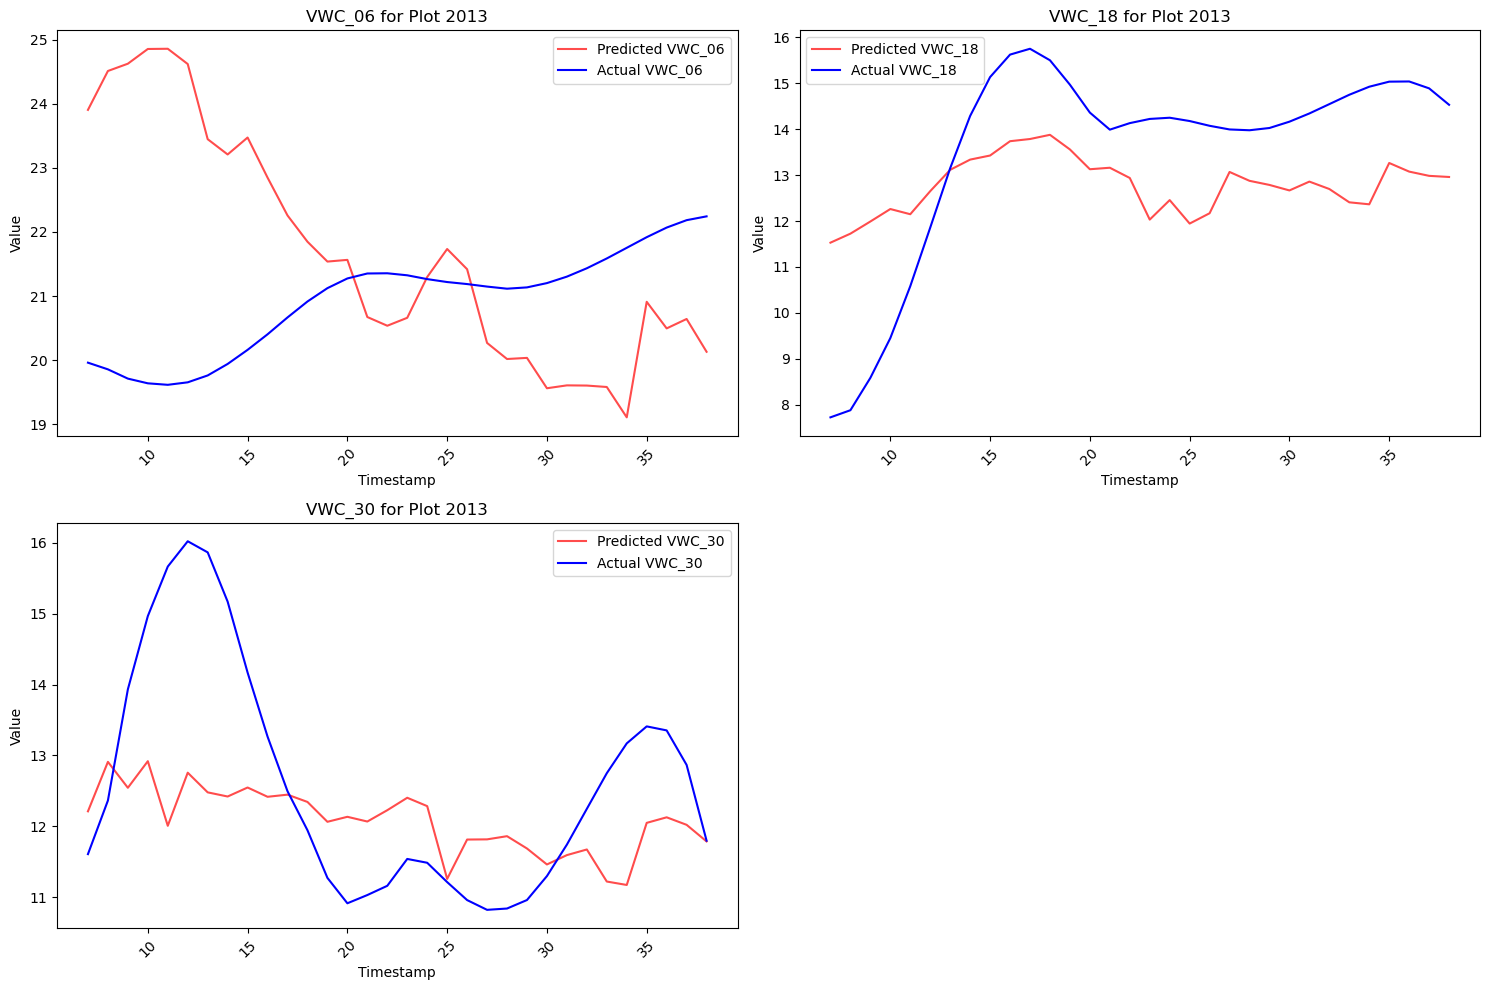 VWC_06 for Plot 2013
25
24
23
22
21
20
19
Value
Predicted VWC_06
Actual VWC_06
10
15
20
25
30
35
Timestamp
VWC_18 for Plot 2013
16
15
14
13
12
11
10
9
8
Value
Predicted VWC_18
Actual VWC_18
10
15
20
25
30
35
Timestamp
VWC_30 for Plot 2013
16
15
14
13
12
11
Value
Predicted VWC_30
Actual VWC_30
10
15
20
25
30
35
Timestamp